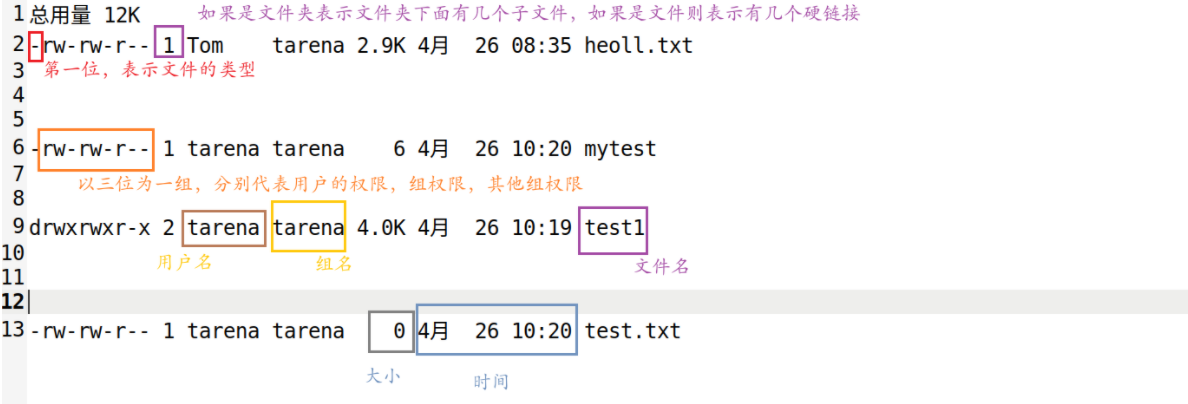 1 总用量 12K 如果是文件夹表示文件夹下面有几个子文件，如果是文件则表示有几个硬链接
2 -rw-rw-r-- 1 Tom tarena 2.9K 4月 26 08:35 heoll.txt
3 第一位，表示文件的类型
4
5
6 -rw-rw-r-- 1 tarena tarena 6 4月 26 10:20 mytest
7 以三位为一组，分别代表用户的权限，组权限，其他组权限
8
9 drwxrwxr-x 2 tarena tarena 4.0K 4月 26 10:19 test1
10 用户名 组名 文件名
11
12
13 -rw-rw-r-- 1 tarena tarena 0 4月 26 10:20 test.txt
大小 时间